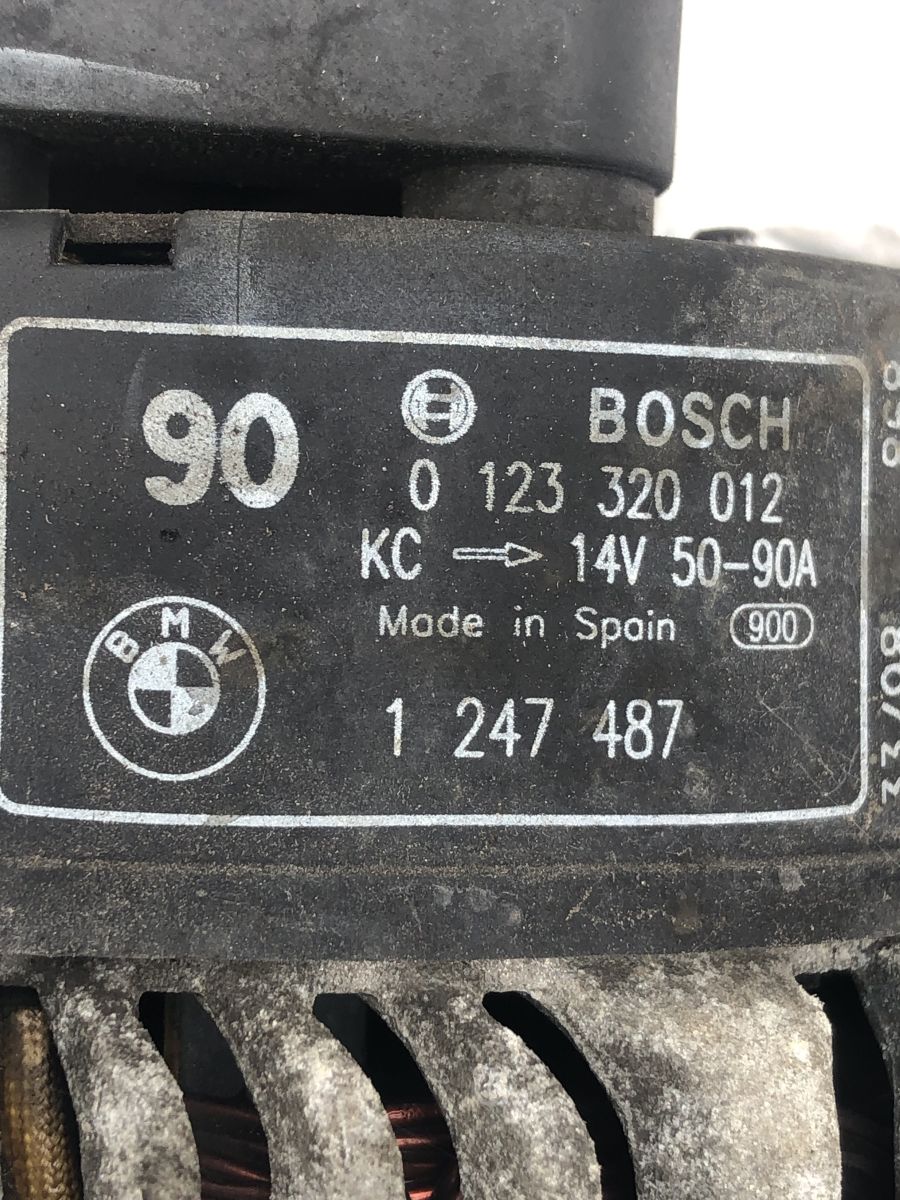 90
BOSCH
0 123 320 012
KC ⇒ 14V 50-90A
Made in Spain 900
BMW
1 247 487